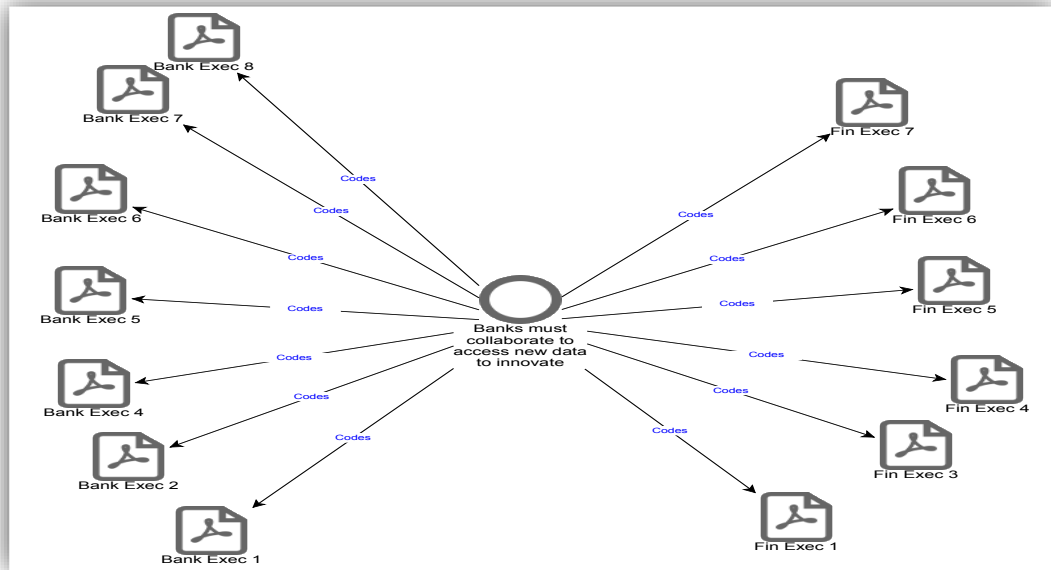 Bank Exec 8
Bank Exec 7
Fin Exec 7
Codes
Codes
Codes
Bank Exec 6
Fin Exec 6
Codes
Codes
Bank Exec 5
Codes
Codes
Fin Exec 5
Banks must
collaborate to
access new data
to innovate
Codes
Codes
Bank Exec 4
Codes
Codes
Fin Exec 4
Codes
Codes
Bank Exec 2
Fin Exec 3
Bank Exec 1
Fin Exec 1